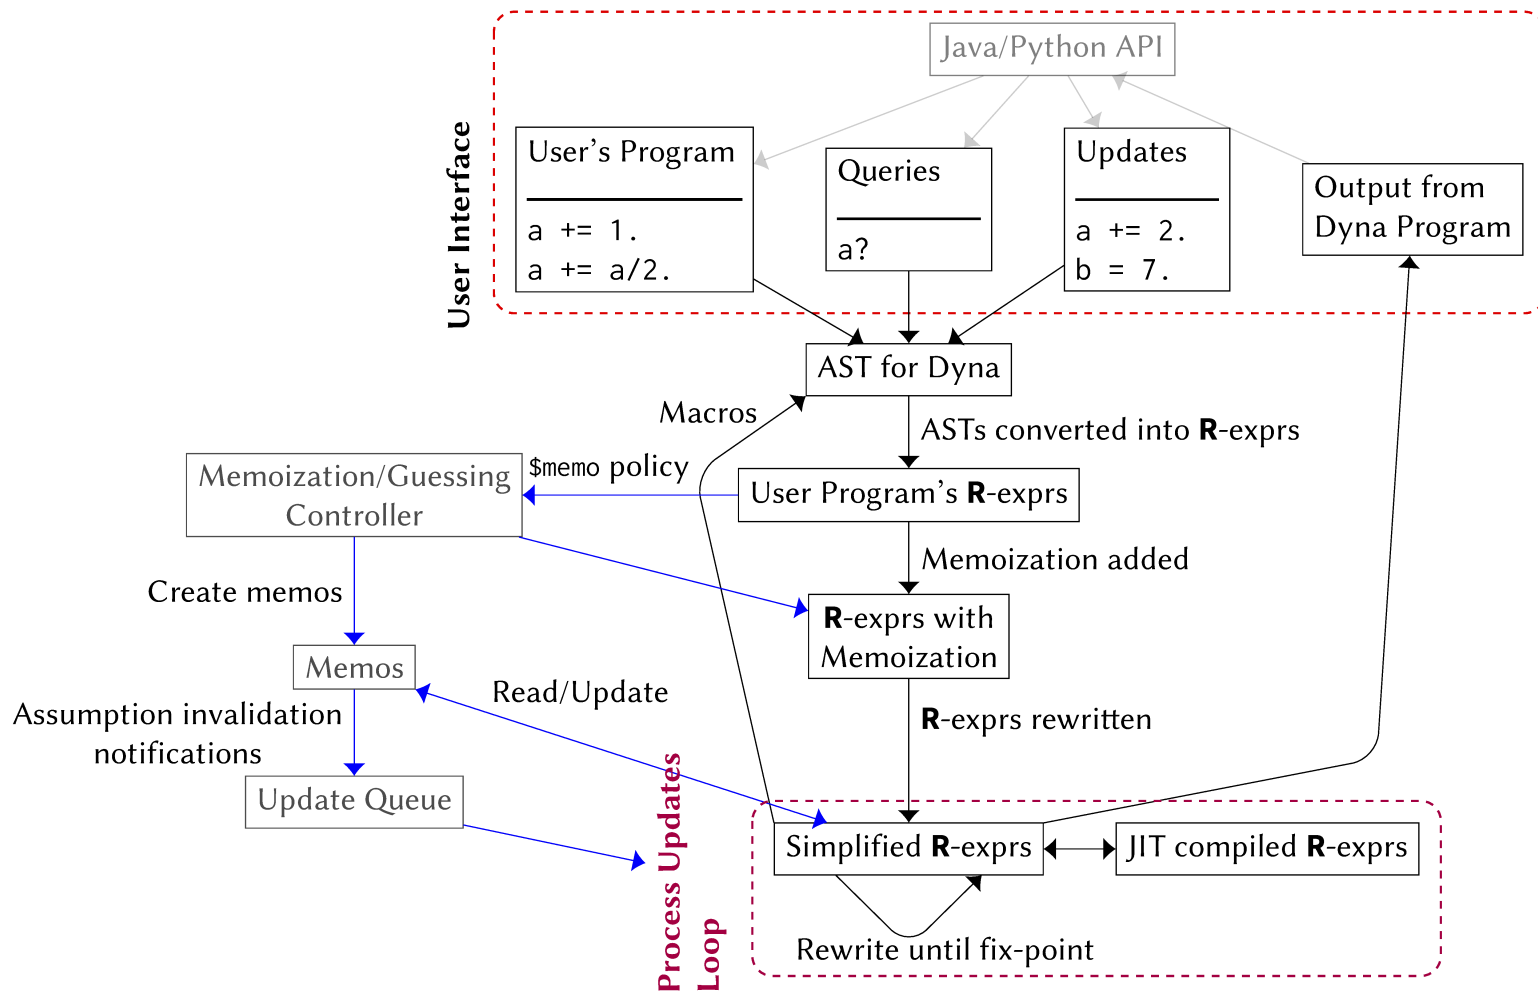 Java/Python API
User Interface
User's Program
a += 1.
a += a/2.
Queries
a?
Updates
a += 2.
b = 7.
Output from
Dyna Program
AST for Dyna
Macros
ASTs converted into R-exprs
Memoization/Guessing
Controller
$memo policy
User Program's R-exprs
Memoization added
Create memos
R-exprs with
Memoization
Memos
Read/Update
Assumption invalidation
notifications
R-exprs rewritten
Update Queue
Process Updates
Loop
Simplified R-exprs
JIT compiled R-exprs
Rewrite until fix-point